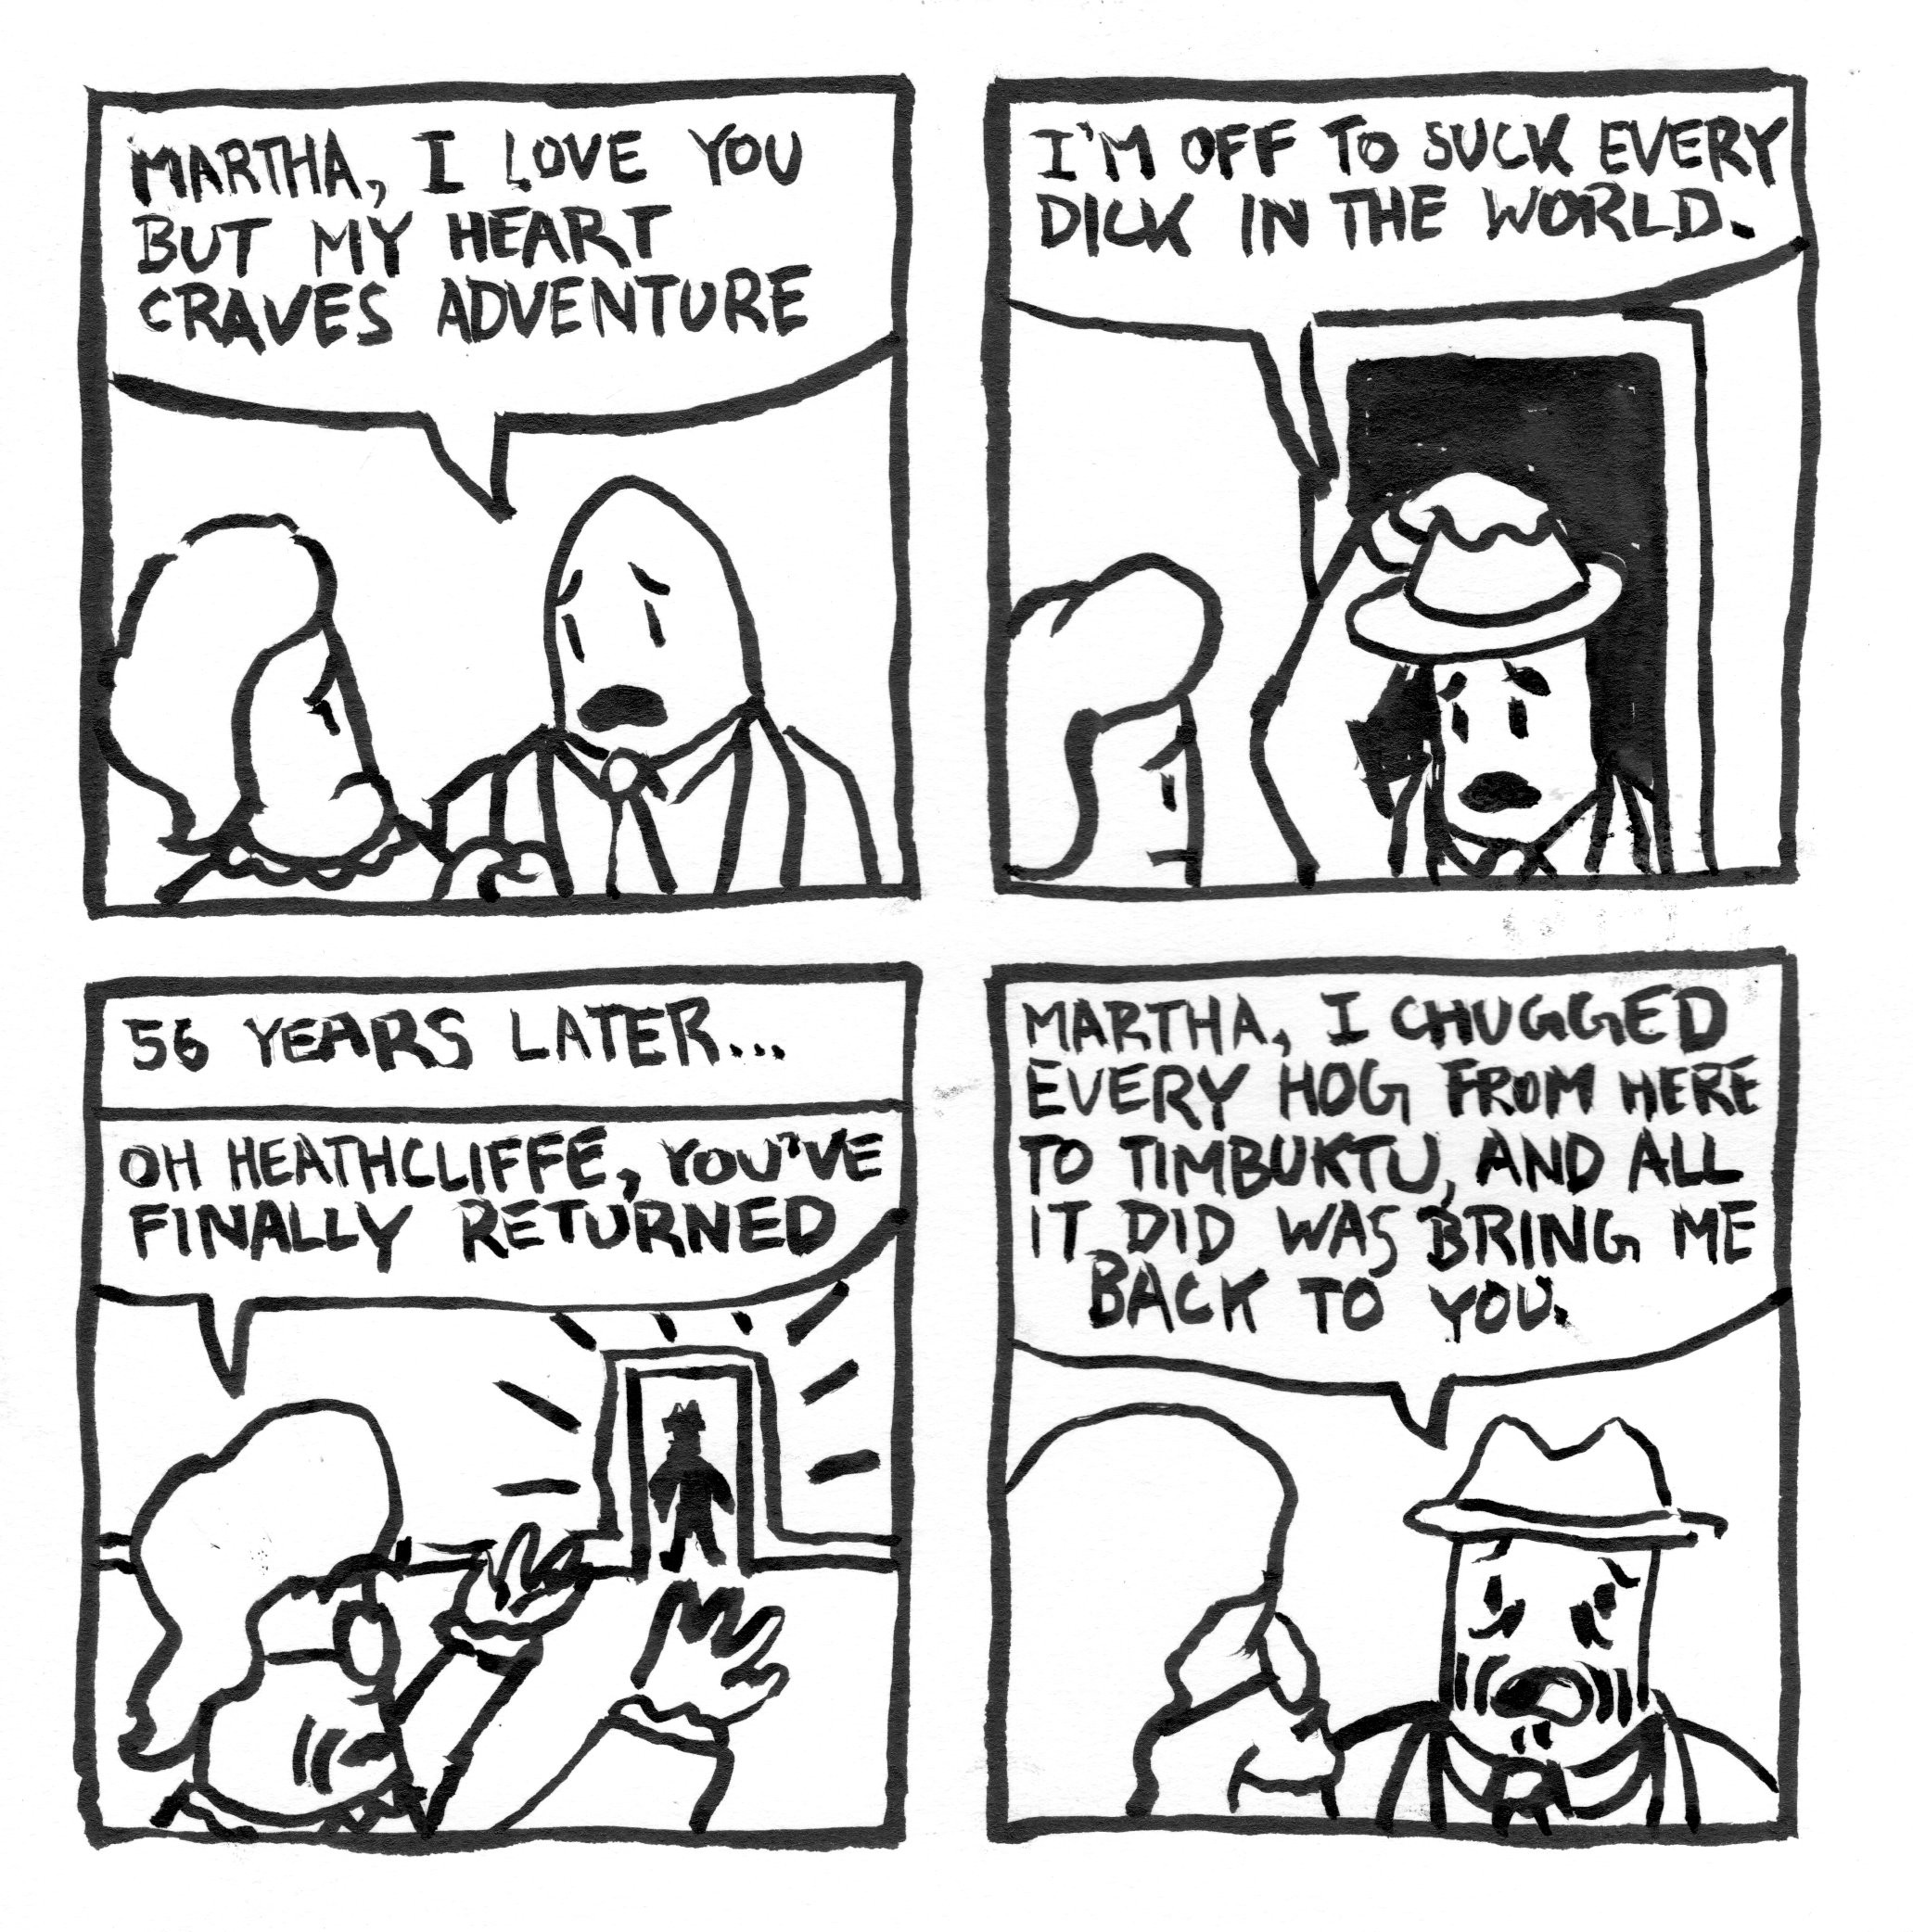 MARTHA, I LOVE YOU
BUT MY HEART
CRAVES ADVENTURE
I'M OFF TO SUCK EVERY
DICK IN THE WORLD.
56 YEARS LATER...
OH HEATHCLIFFE, YOU'VE
FINALLY RETURNED
MARTHA, I CHUGGED
EVERY HOG FROM HERE
TO TIMBUKTU, AND ALL
IT DID WAS BRING ME
BACK TO YOU.